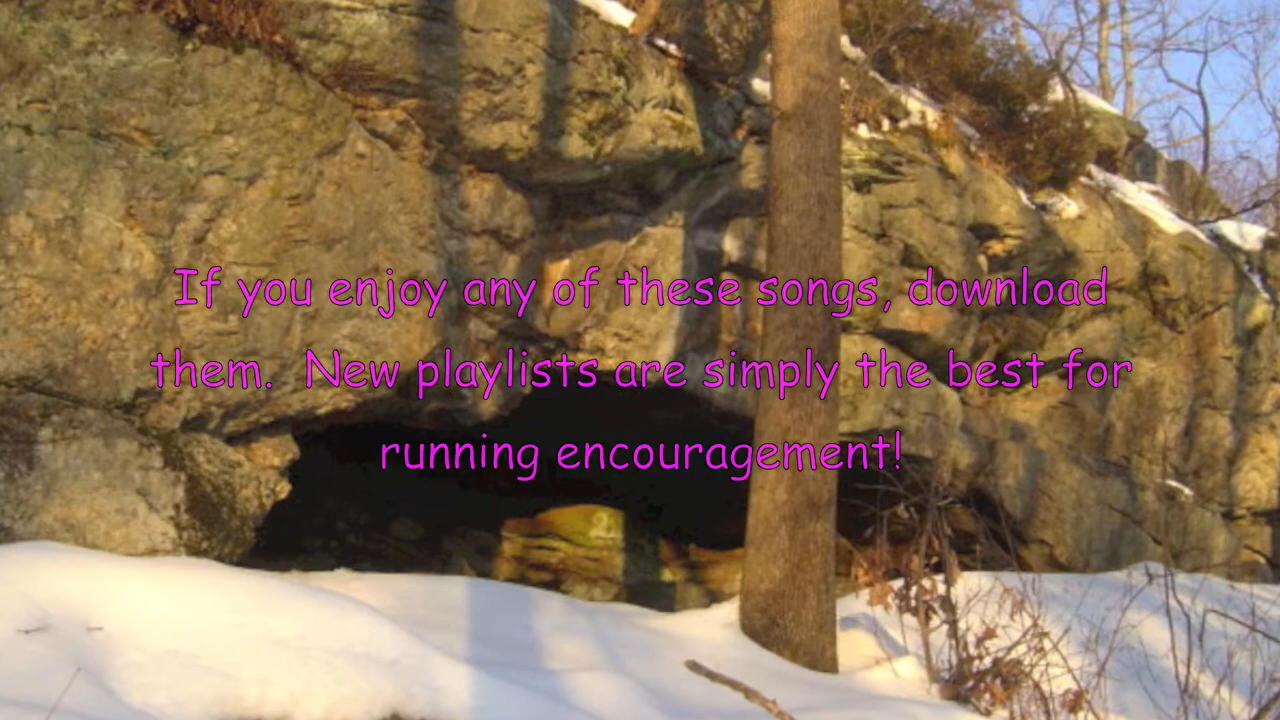 If you enjoy any of these songs, download
them.  New playlists are simply the best for
running encouragement!